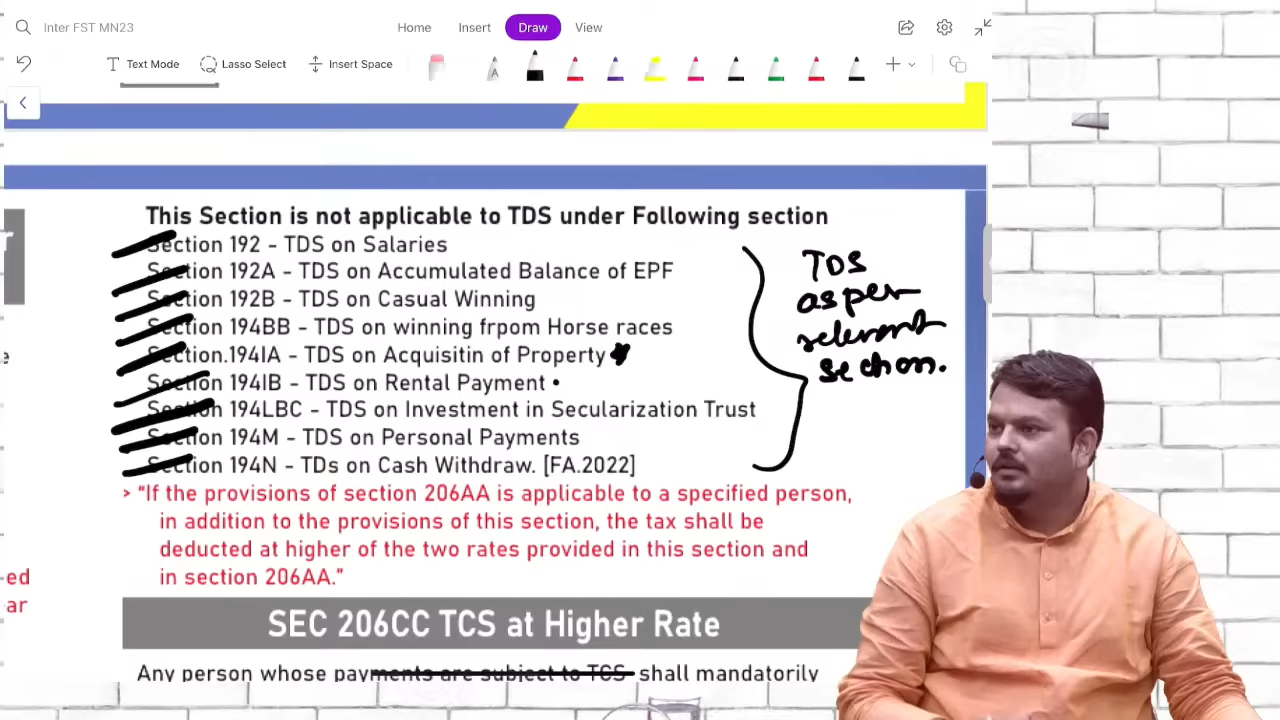 Inter FST MN23
Home
Insert
Draw
View
Text Mode
Lasso Select
Insert Space
This Section is not applicable to TDS under Following section
Section 192 - TDS on Salaries
Section 192A - TDS on Accumulated Balance of EPF
Section 192B - TDS on Casual Winning
Section 194BB - TDS on winning frpom Horse races
Section.194IA - TDS on Acquisitin of Property
Section 194IB - TDS on Rental Payment
Section 194LBC - TDS on Investment in Secularization Trust
Section 194M - TDS on Personal Payments
Section 194N - TDs on Cash Withdraw. [FA.2022]
TDS
as per
relevant
section.
> "If the provisions of section 206AA is applicable to a specified person,
in addition to the provisions of this section, the tax shall be
deducted at higher of the two rates provided in this section and
in section 206AA."
SEC 206CC TCS at Higher Rate
Any person whose payments are subject to TCS shall mandatorily
ed
ar